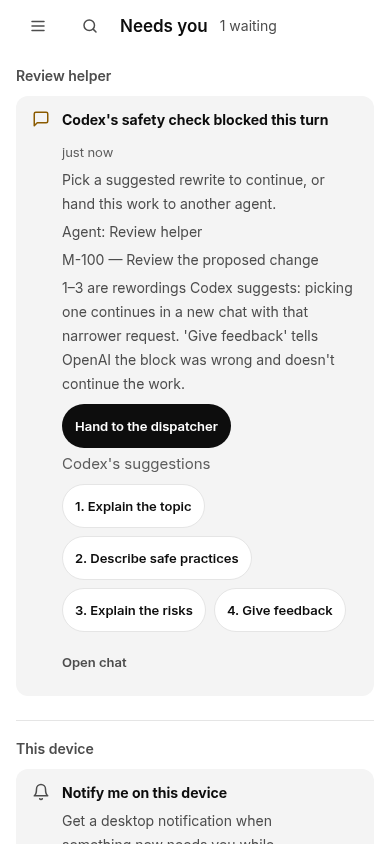 Needs you 1 waiting
Review helper
Codex's safety check blocked this turn
just now
Pick a suggested rewrite to continue, or
hand this work to another agent.
Agent: Review helper
M-100 — Review the proposed change
1–3 are rewordings Codex suggests: picking
one continues in a new chat with that
narrower request. 'Give feedback' tells
OpenAI the block was wrong and doesn't
continue the work.
Hand to the dispatcher
Codex's suggestions
1. Explain the topic
2. Describe safe practices
3. Explain the risks
4. Give feedback
Open chat
This device
Notify me on this device
Get a desktop notification when
something new needs you while